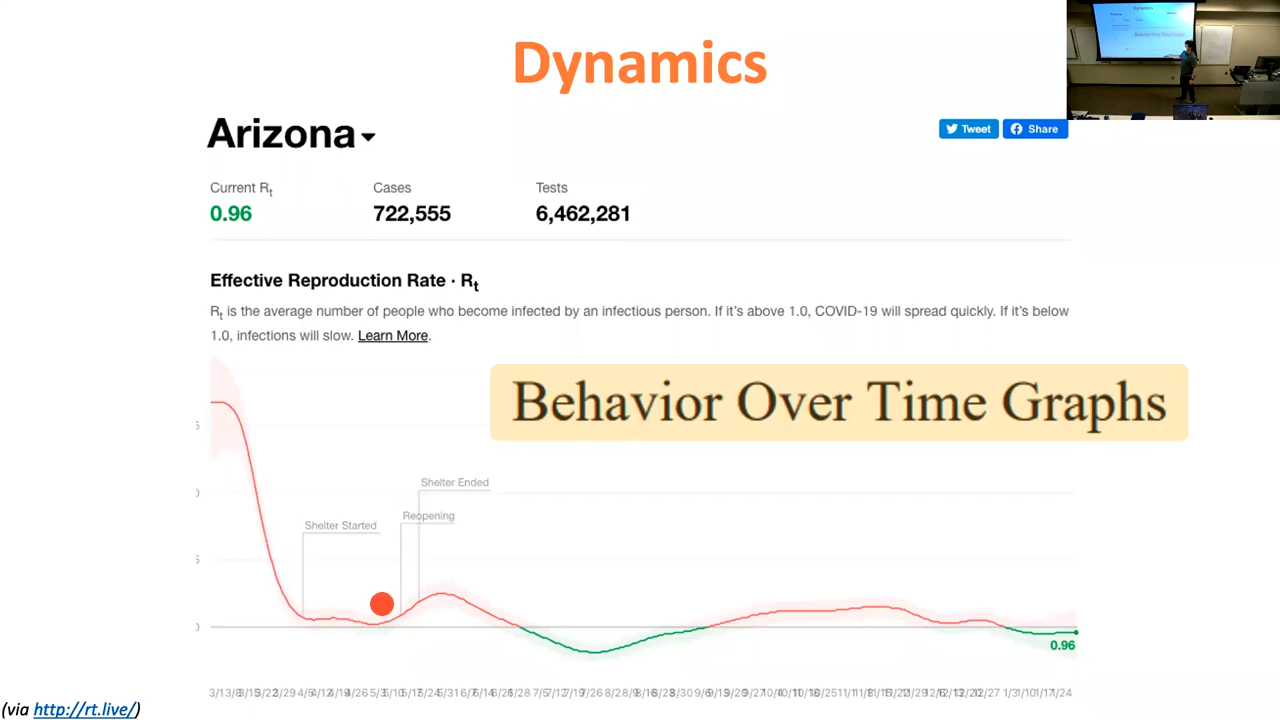 Dynamics
Arizona
Tweet
Share
Current Rt
Cases
Tests
0.96
722,555
6,462,281
Effective Reproduction Rate · Rt
Rt is the average number of people who become infected by an infectious person. If it's above 1.0, COVID-19 will spread quickly. If it's below
1.0, infections will slow. Learn More.
Behavior Over Time Graphs
Shelter Ended
Reopening
Shelter Started
0.96
(via http://rt.live/)